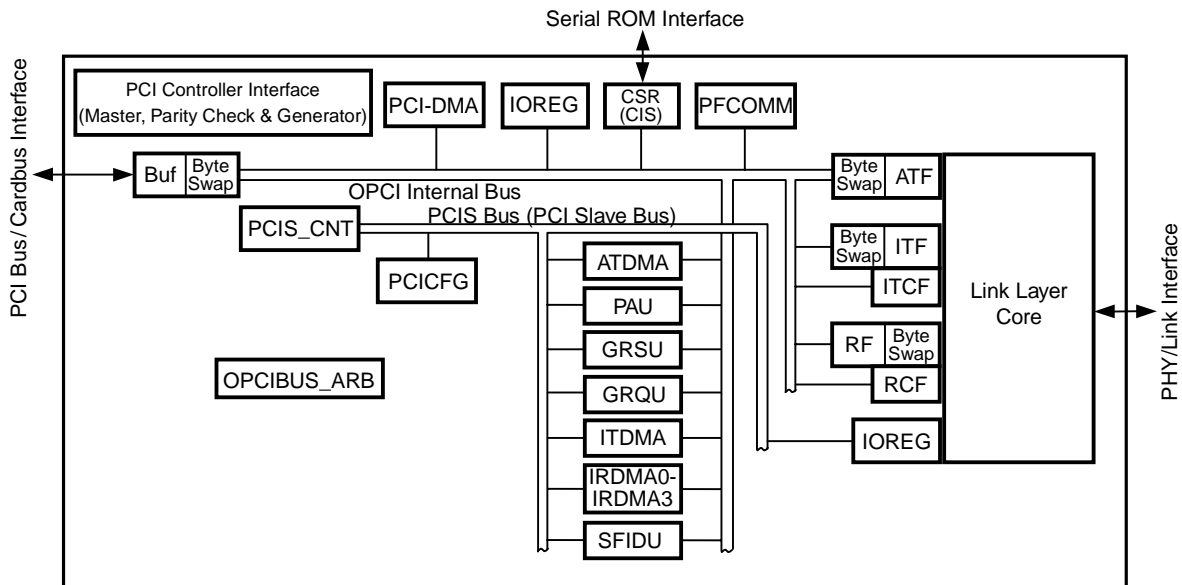 Serial ROM Interface
PCI Bus/ Cardbus Interface
PCI Controller Interface
(Master, Parity Check & Generator)
PCI-DMA
IOREG
CSR
(CIS)
PFCOMM
Buf
Byte
Swap
Byte
Swap
ATF
OPCI Internal Bus
PCIS Bus (PCI Slave Bus)
PCIS_CNT
PCICFG
Byte
Swap
ITF
ITCF
ATDMA
PAU
GRSU
GRQU
ITDMA
IRDMA0-
IRDMA3
SFIDU
RF
Byte
Swap
RCF
IOREG
OPCIBUS_ARB
Link Layer
Core
PHY/Link Interface